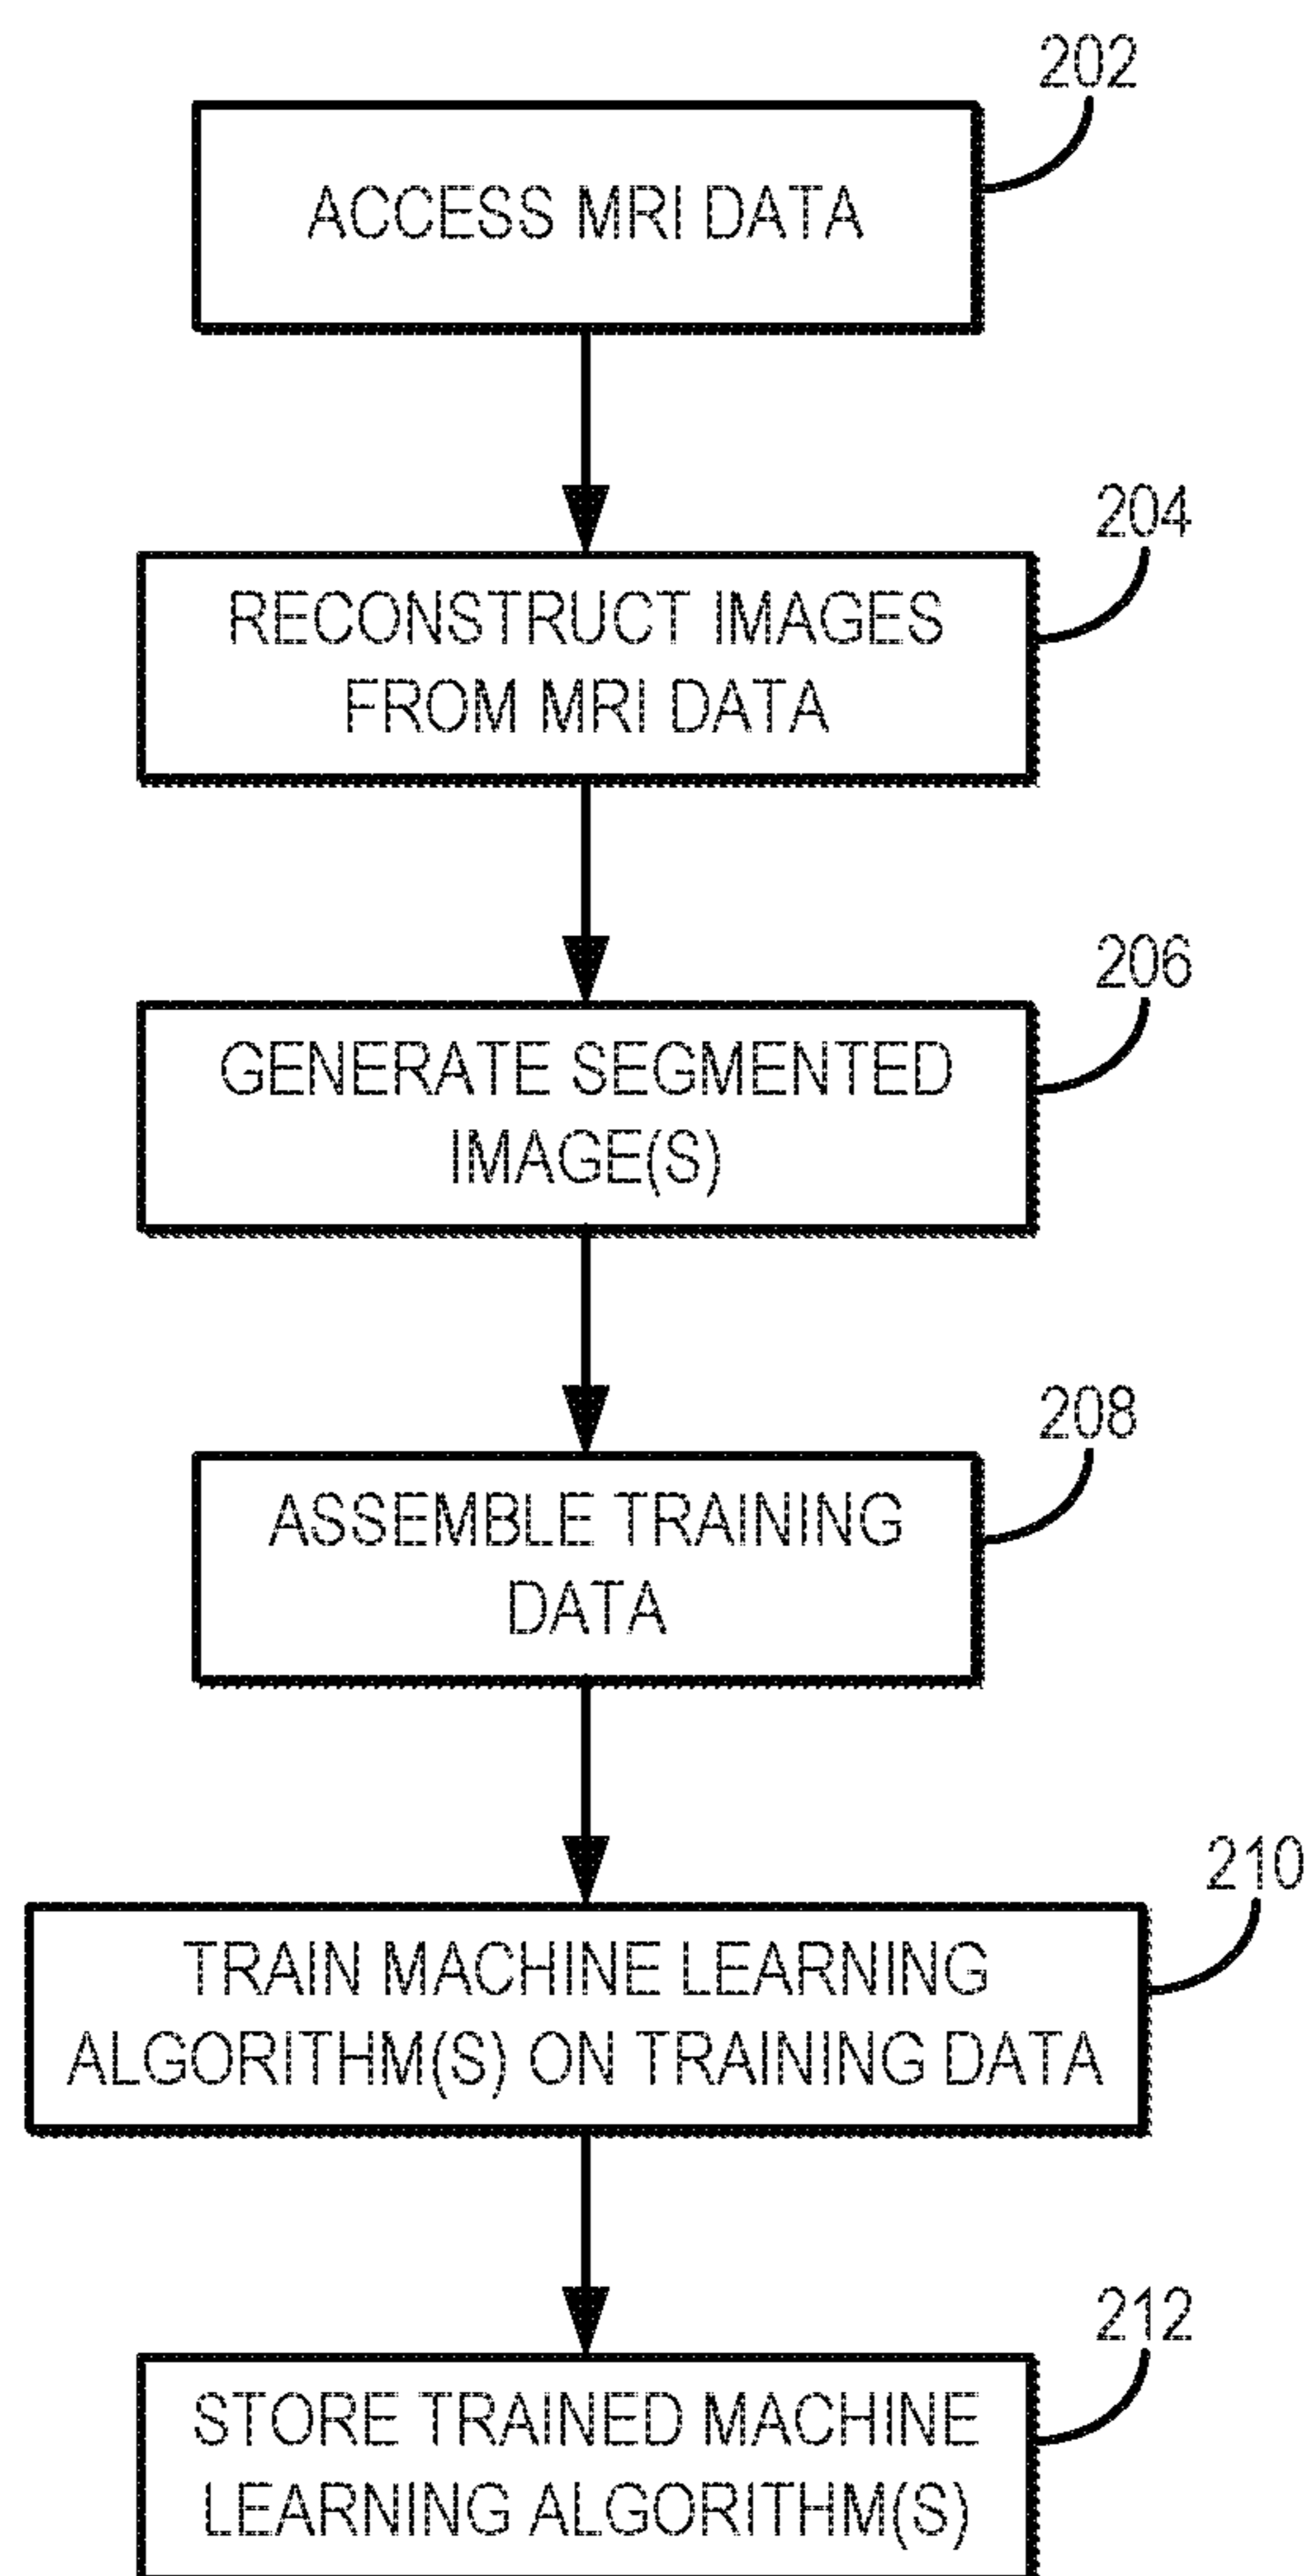 202
ACCESS MRI DATA
204
RECONSTRUCT IMAGES
FROM MRI DATA
206
GENERATE SEGMENTED
IMAGE(S)
208
ASSEMBLE TRAINING
DATA
210
TRAIN MACHINE LEARNING
ALGORITHM(S) ON TRAINING DATA
212
STORE TRAINED MACHINE
LEARNING ALGORITHM(S)